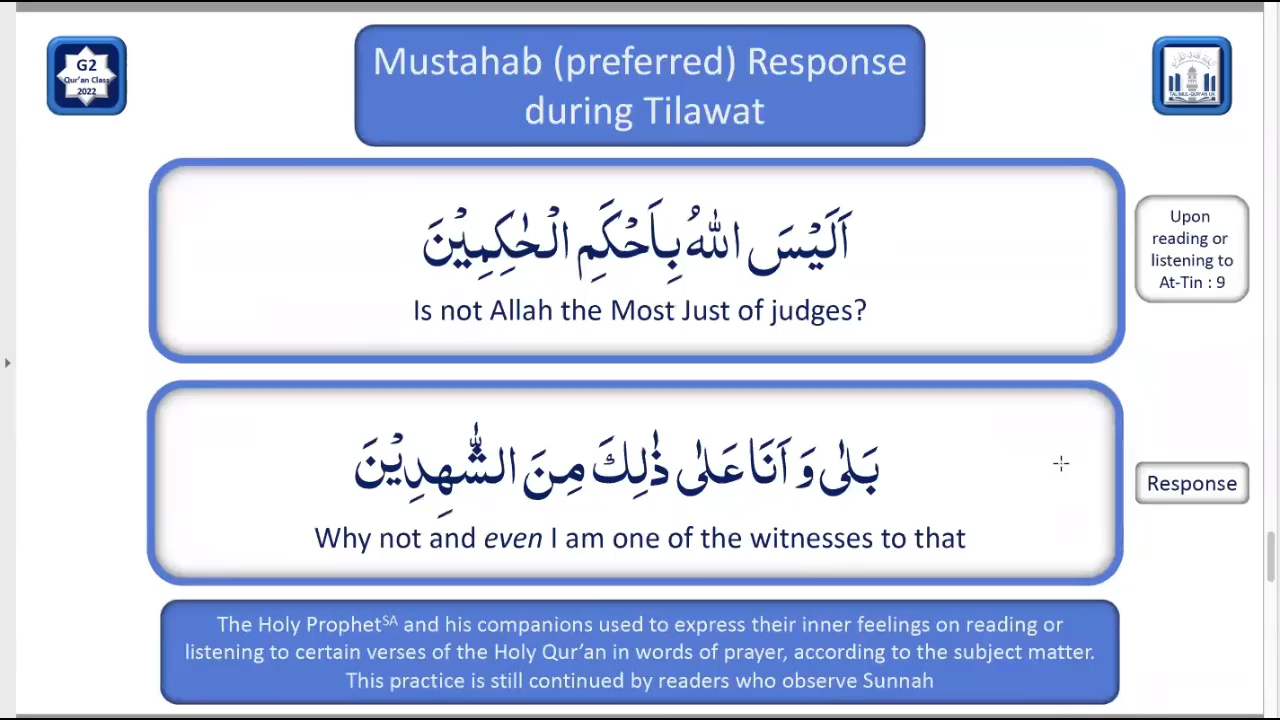 G2
Qur'an Class
2022
Mustahab (preferred) Response
during Tilawat
TALIMUL-QUR'AN UK
اَلَيْسَ اللّٰهُ بِاَحْكَمِ الْحٰكِمِيْنَ
Is not Allah the Most Just of judges?
Upon
reading or
listening to
At-Tin : 9
بَلٰى وَ اَنَا عَلٰى ذٰلِكَ مِنَ الشّٰهِدِيْنَ
Why not and even I am one of the witnesses to that
Response
The Holy ProphetSA and his companions used to express their inner feelings on reading or
listening to certain verses of the Holy Qur'an in words of prayer, according to the subject matter.
This practice is still continued by readers who observe Sunnah